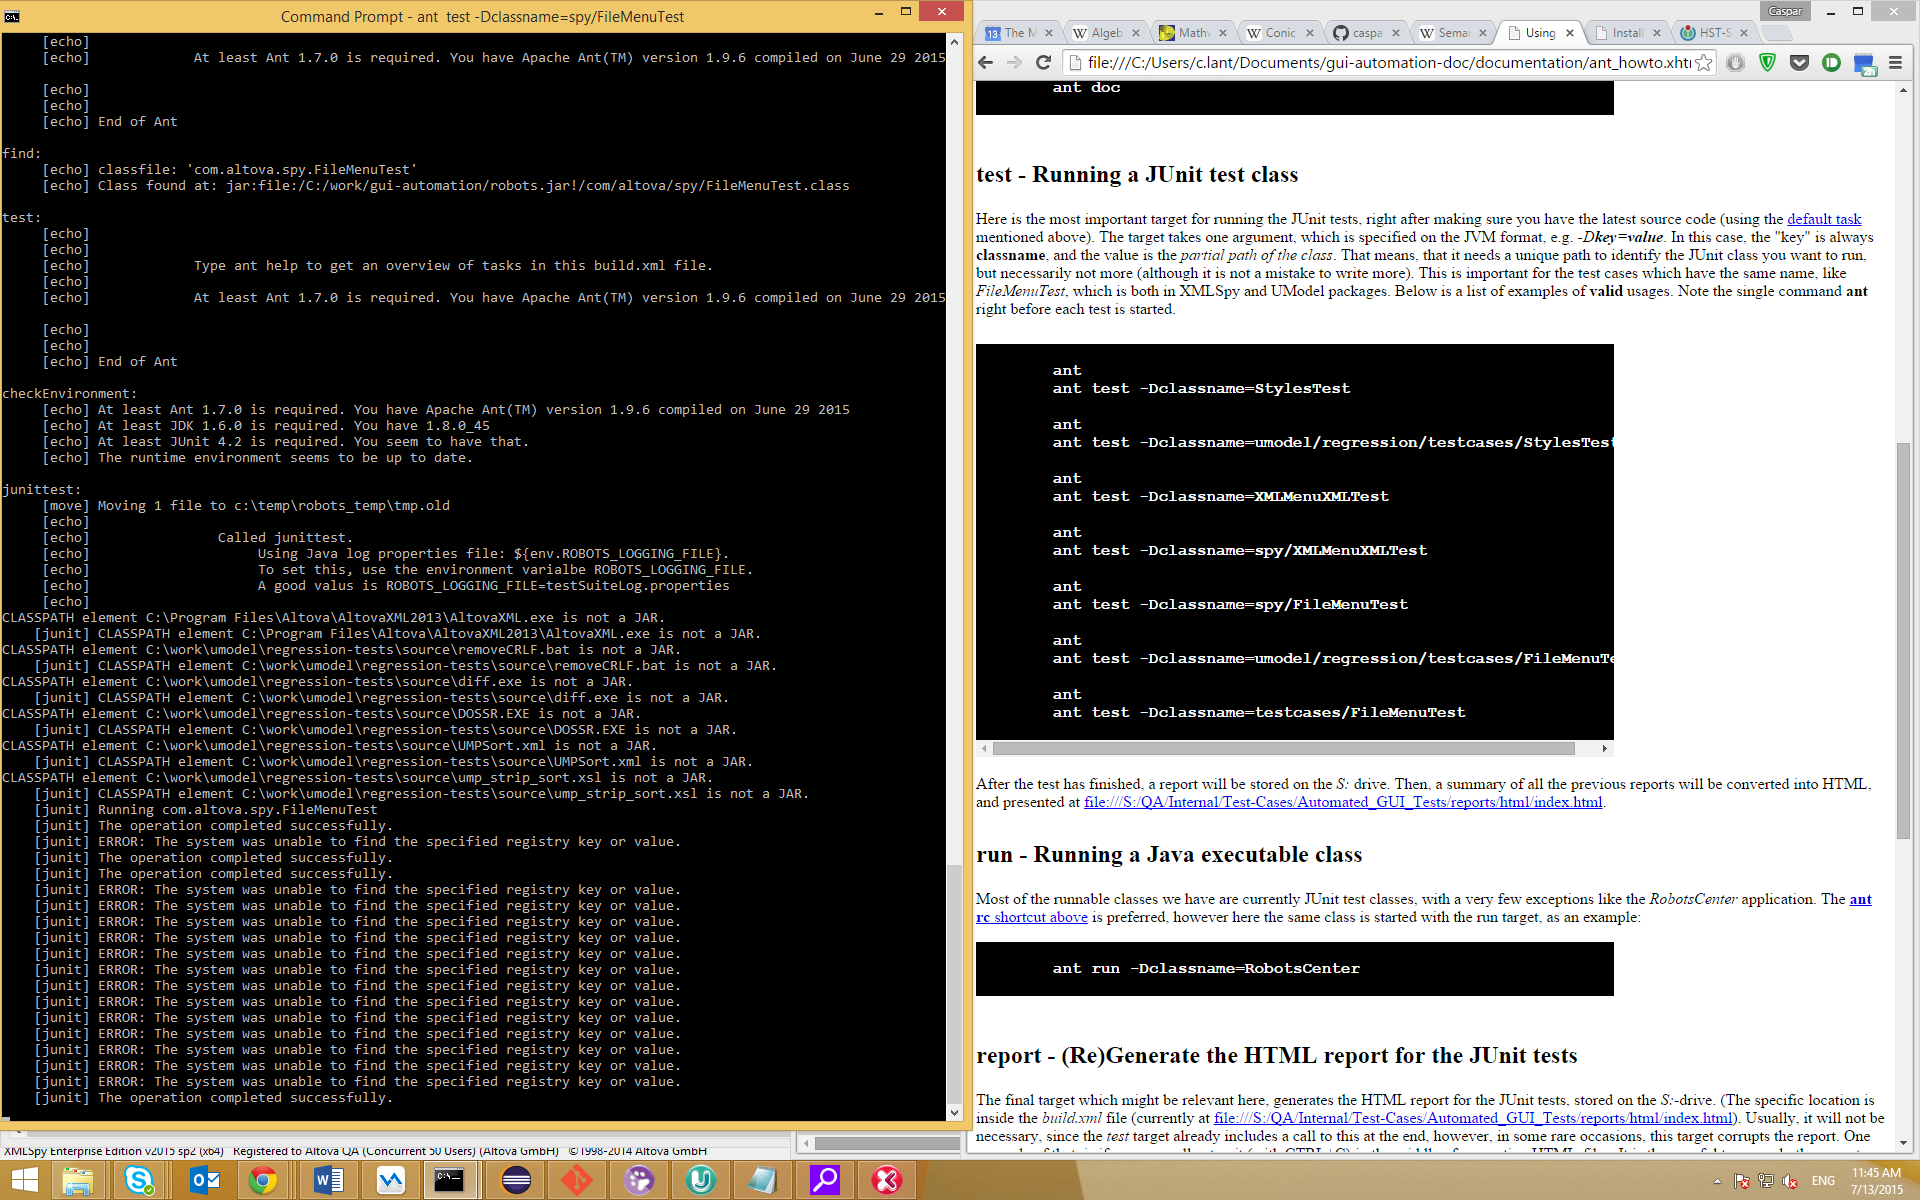 Command Prompt - ant  test -Dclassname=spy/FileMenuTest
[echo]
[echo]             At least Ant 1.7.0 is required. You have Apache Ant(TM) version 1.9.6 compiled on June 29 2015
[echo]
[echo]
[echo] End of Ant
find:
[echo] classfile: 'com.altova.spy.FileMenuTest'
[echo] Class found at: jar:file:/C:/work/gui-automation/robots.jar!/com/altova/spy/FileMenuTest.class
test:
[echo]
[echo]
[echo]             Type ant help to get an overview of tasks in this build.xml file.
[echo]
[echo]             At least Ant 1.7.0 is required. You have Apache Ant(TM) version 1.9.6 compiled on June 29 2015
[echo]
[echo]
[echo] End of Ant
checkEnvironment:
[echo] At least Ant 1.7.0 is required. You have Apache Ant(TM) version 1.9.6 compiled on June 29 2015
[echo] At least JDK 1.6.0 is required. You have 1.8.0_45
[echo] At least JUnit 4.2 is required. You seem to have that.
[echo] The runtime environment seems to be up to date.
junittest:
[move] Moving 1 file to c:\temp\robots_temp\tmp.old
[echo]
[echo]                Called junittest.
[echo]                     Using Java log properties file: ${env.ROBOTS_LOGGING_FILE}.
[echo]                     To set this, use the environment varialbe ROBOTS_LOGGING_FILE.
[echo]                     A good valus is ROBOTS_LOGGING_FILE=testSuiteLog.properties
[echo]
CLASSPATH element C:\Program Files\Altova\AltovaXML2013\AltovaXML.exe is not a JAR.
[junit] CLASSPATH element C:\Program Files\Altova\AltovaXML2013\AltovaXML.exe is not a JAR.
CLASSPATH element C:\work\umodel\regression-tests\source\removeCRLF.bat is not a JAR.
[junit] CLASSPATH element C:\work\umodel\regression-tests\source\removeCRLF.bat is not a JAR.
CLASSPATH element C:\work\umodel\regression-tests\source\diff.exe is not a JAR.
[junit] CLASSPATH element C:\work\umodel\regression-tests\source\diff.exe is not a JAR.
CLASSPATH element C:\work\umodel\regression-tests\source\DOSSR.EXE is not a JAR.
[junit] CLASSPATH element C:\work\umodel\regression-tests\source\DOSSR.EXE is not a JAR.
CLASSPATH element C:\work\umodel\regression-tests\source\UMPSort.xml is not a JAR.
[junit] CLASSPATH element C:\work\umodel\regression-tests\source\UMPSort.xml is not a JAR.
CLASSPATH element C:\work\umodel\regression-tests\source\ump_strip_sort.xsl is not a JAR.
[junit] CLASSPATH element C:\work\umodel\regression-tests\source\ump_strip_sort.xsl is not a JAR.
[junit] Running com.altova.spy.FileMenuTest
[junit] The operation completed successfully.
[junit] ERROR: The system was unable to find the specified registry key or value.
[junit] The operation completed successfully.
[junit] The operation completed successfully.
[junit] ERROR: The system was unable to find the specified registry key or value.
[junit] ERROR: The system was unable to find the specified registry key or value.
[junit] ERROR: The system was unable to find the specified registry key or value.
[junit] ERROR: The system was unable to find the specified registry key or value.
[junit] ERROR: The system was unable to find the specified registry key or value.
[junit] ERROR: The system was unable to find the specified registry key or value.
[junit] ERROR: The system was unable to find the specified registry key or value.
[junit] ERROR: The system was unable to find the specified registry key or value.
[junit] ERROR: The system was unable to find the specified registry key or value.
[junit] ERROR: The system was unable to find the specified registry key or value.
[junit] ERROR: The system was unable to find the specified registry key or value.
[junit] ERROR: The system was unable to find the specified registry key or value.
[junit] ERROR: The system was unable to find the specified registry key or value.
[junit] The operation completed successfully.
XMLSpy Enterprise Edition v2015 sp2 (x64)   Registered to Altova QA (Concurrent 50 Users) (Altova GmbH)   ©1998-2014 Altova GmbH
Caspar
13 The M
Algeb
Math
Conic
caspa
Semar
Using
Install
HST-S
file:///C:/Users/c.lant/Documents/gui-automation-doc/documentation/ant_howto.xhtm
2h
ant doc
test - Running a JUnit test class
Here is the most important target for running the JUnit tests, right after making sure you have the latest source code (using the default task
mentioned above). The target takes one argument, which is specified on the JVM format, e.g. -Dkey=value. In this case, the "key" is always
classname, and the value is the partial path of the class. That means, that it needs a unique path to identify the JUnit class you want to run,
but necessarily not more (although it is not a mistake to write more). This is important for the test cases which have the same name, like
FileMenuTest, which is both in XMLSpy and UModel packages. Below is a list of examples of valid usages. Note the single command ant
right before each test is started.
ant
ant test -Dclassname=StylesTest
ant
ant test -Dclassname=umodel/regression/testcases/StylesTest
ant
ant test -Dclassname=XMLMenuXMLTest
ant
ant test -Dclassname=spy/XMLMenuXMLTest
ant
ant test -Dclassname=spy/FileMenuTest
ant
ant test -Dclassname=umodel/regression/testcases/FileMenuTe
ant
ant test -Dclassname=testcases/FileMenuTest
After the test has finished, a report will be stored on the S: drive. Then, a summary of all the previous reports will be converted into HTML,
and presented at file:///S:/QA/Internal/Test-Cases/Automated_GUI_Tests/reports/html/index.html.
run - Running a Java executable class
Most of the runnable classes we have are currently JUnit test classes, with a very few exceptions like the RobotsCenter application. The ant
rc shortcut above is preferred, however here the same class is started with the run target, as an example:
ant run -Dclassname=RobotsCenter
report - (Re)Generate the HTML report for the JUnit tests
The final target which might be relevant here, generates the HTML report for the JUnit tests, stored on the S:-drive. (The specific location is
inside the build.xml file (currently at file:///S:/QA/Internal/Test-Cases/Automated_GUI_Tests/reports/html/index.html). Usually, it will not be
necessary, since the test target already includes a call to this at the end, however, in some rare occasions, this target corrupts the report. One
ENG
11:45 AM
7/13/2015